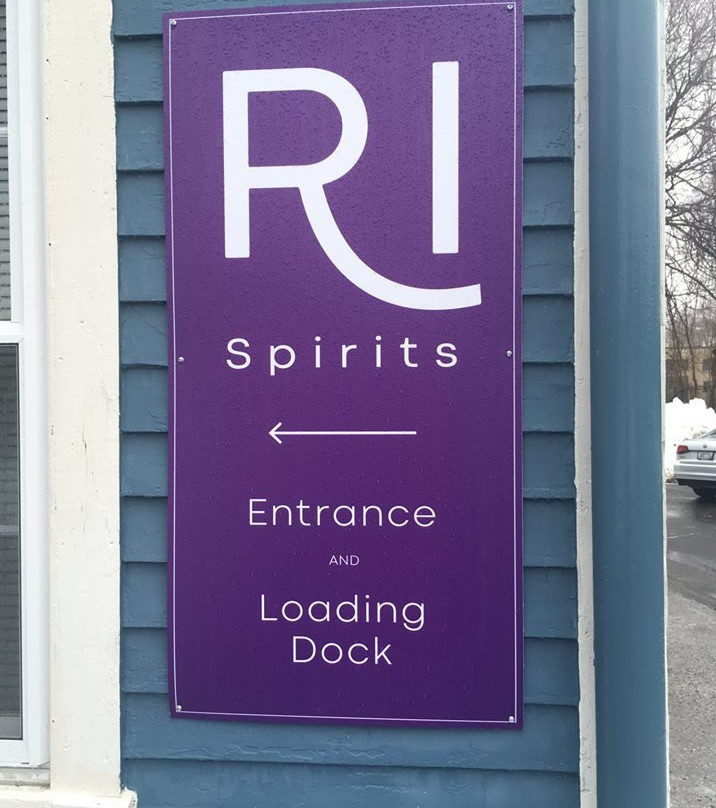 RI
Spirits
Entrance
AND
Loading
Dock